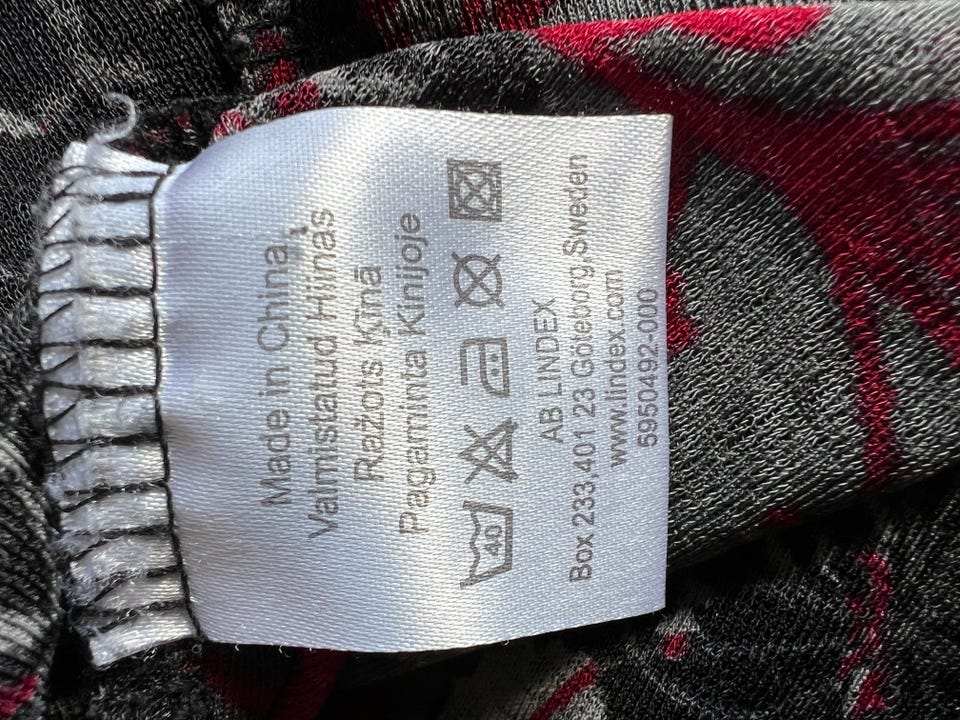 Made in China
Valmistatud Hiinas
Ražots Ķīnā
Pagaminta Kinijoje
40
AB LINDEX
Box 233,401 23 Göteborg,Sweden
www.lindex.com
5950492-000